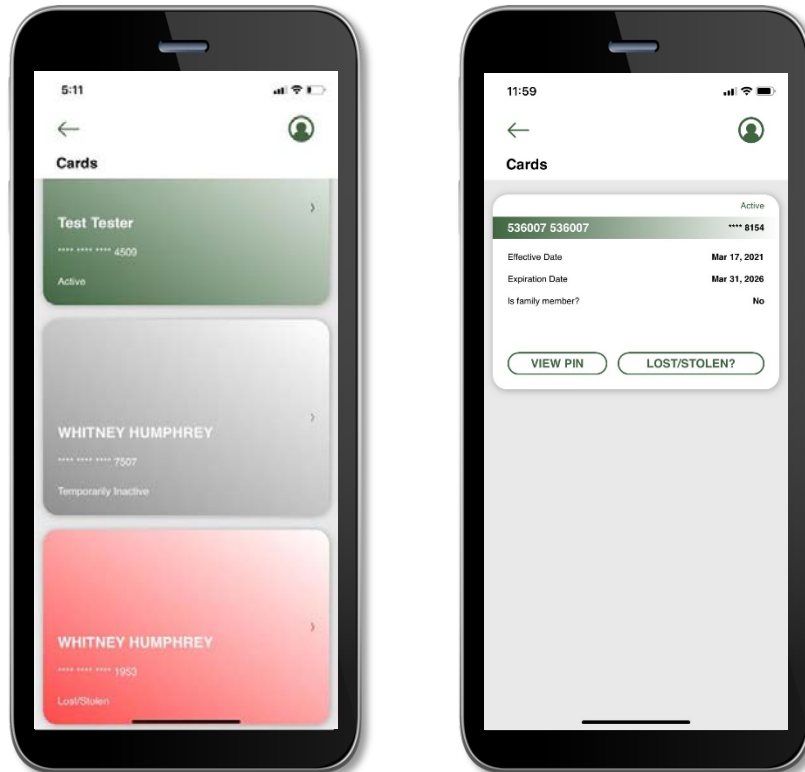 5:11
Cards
Test Tester
**** **** **** 4509
Active
WHITNEY HUMPHREY
**** **** **** 7507
Temporarily Inactive
WHITNEY HUMPHREY
**** **** **** 1953
Lost/Stolen
11:59
Cards
Active
536007 536007 **** 8154
Effective Date Mar 17, 2021
Expiration Date Mar 31, 2026
Is family member? No
VIEW PIN LOST/STOLEN?